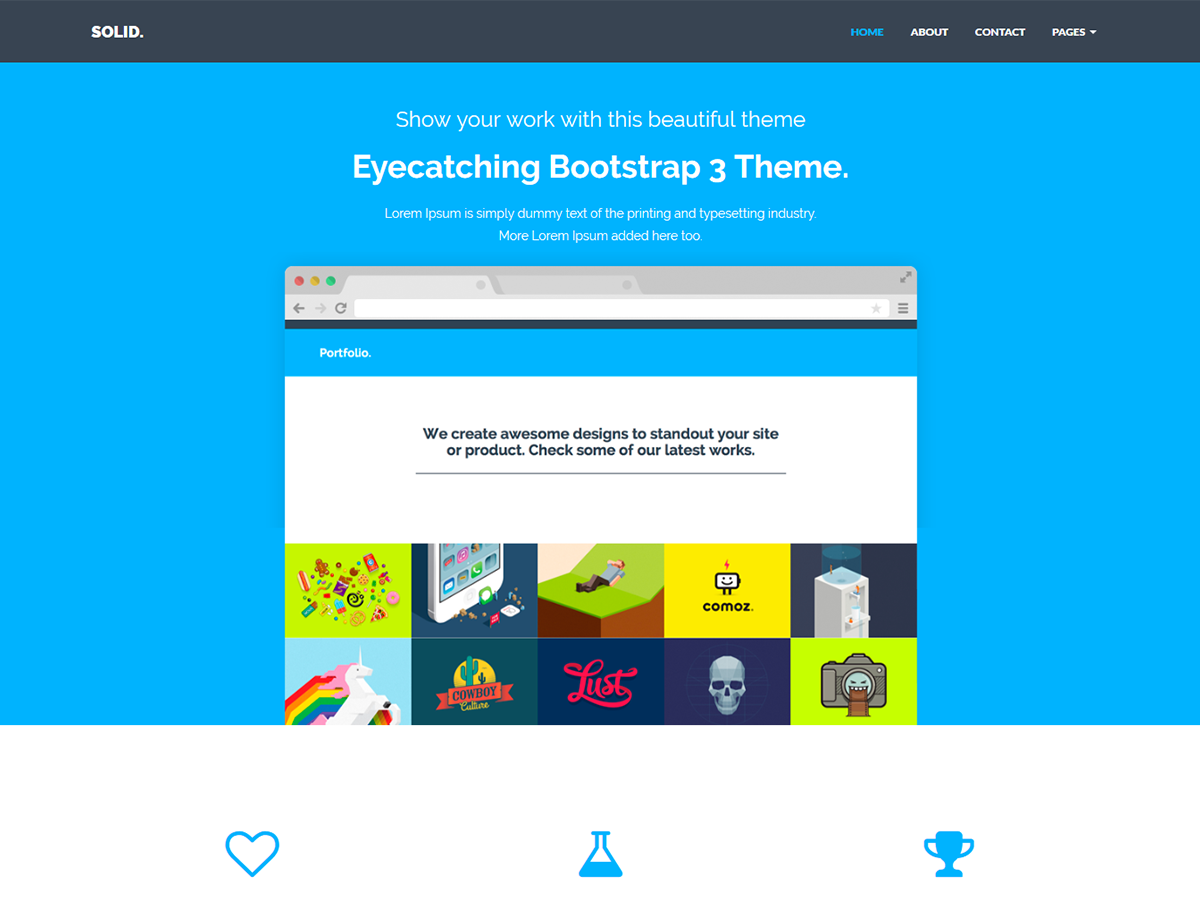 SOLID.
HOME ABOUT CONTACT PAGES
Show your work with this beautiful theme
Eyecatching Bootstrap 3 Theme.
Lorem Ipsum is simply dummy text of the printing and typesetting industry.
More Lorem Ipsum added here too.
Portfolio.
We create awesome designs to standout your site
or product. Check some of our latest works.
comoz.
COWBOY
Culture
Lust